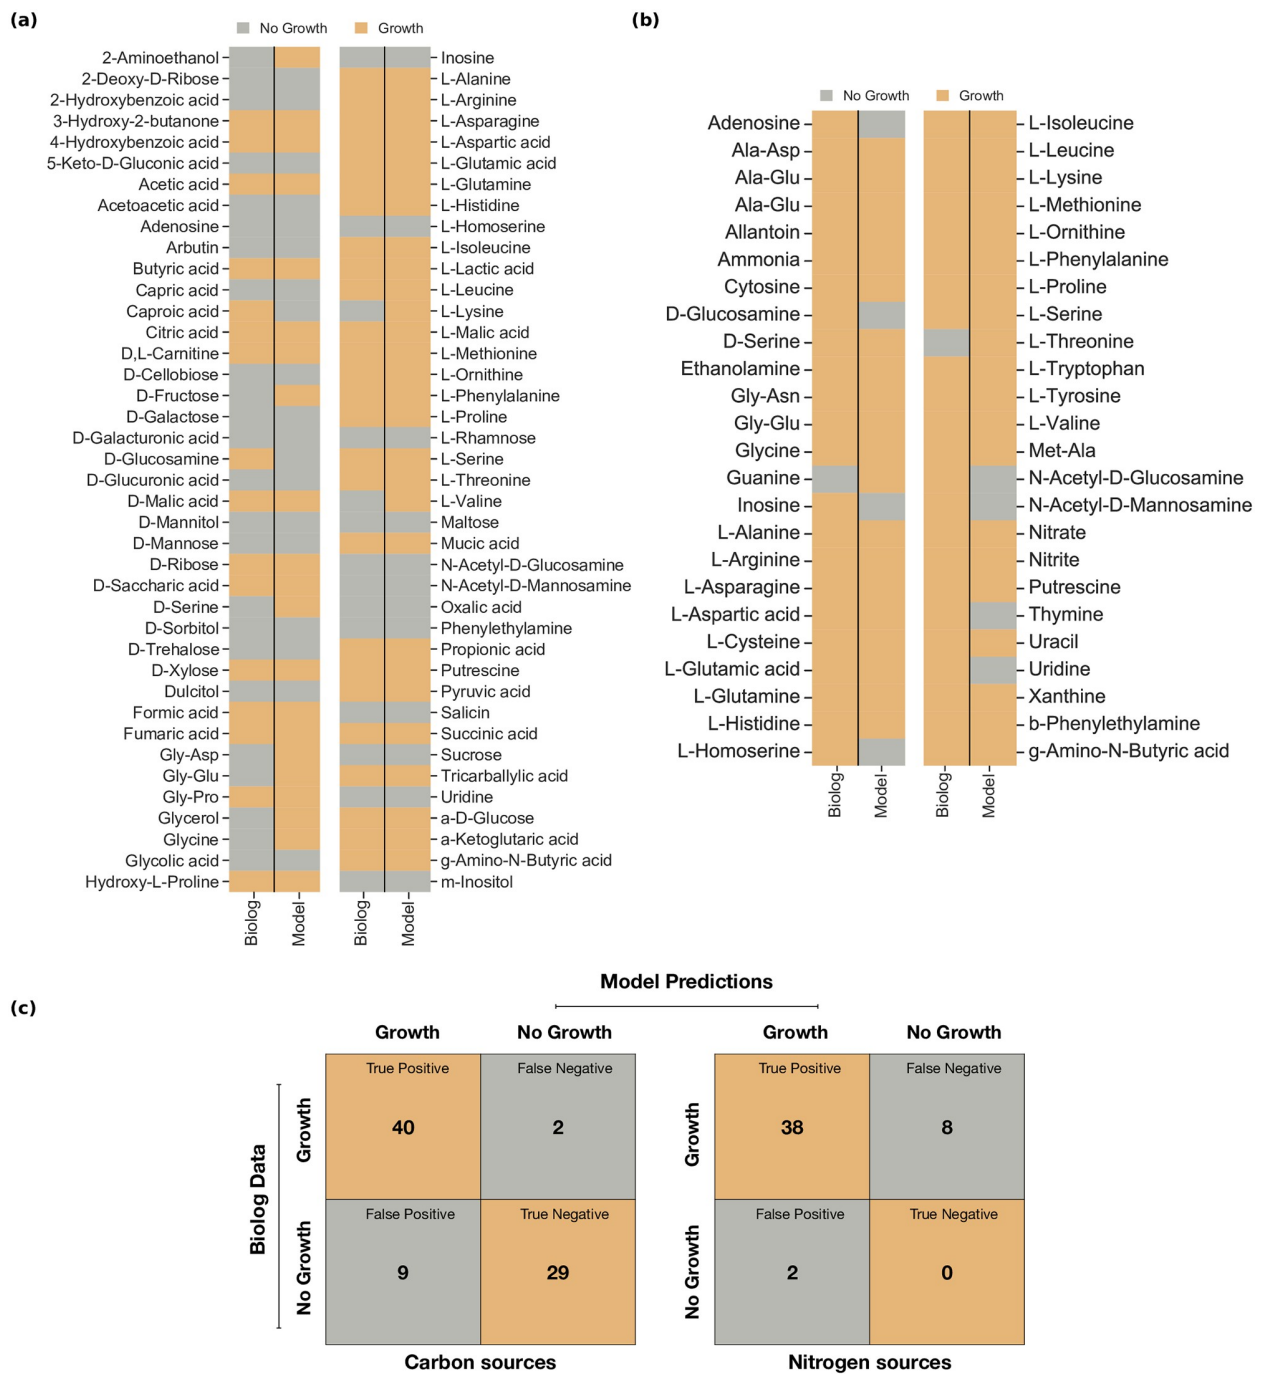 (a)
No Growth Growth
2-Aminoethanol
2-Deoxy-D-Ribose
2-Hydroxybenzoic acid
3-Hydroxy-2-butanone
4-Hydroxybenzoic acid
5-Keto-D-Gluconic acid
Acetic acid
Acetoacetic acid
Adenosine
Arbutin
Butyric acid
Capric acid
Caproic acid
Citric acid
D,L-Carnitine
D-Cellobiose
D-Fructose
D-Galactose
D-Galacturonic acid
D-Glucosamine
D-Glucuronic acid
D-Malic acid
D-Mannitol
D-Mannose
D-Ribose
D-Saccharic acid
D-Serine
D-Sorbitol
D-Trehalose
D-Xylose
Dulcitol
Formic acid
Fumaric acid
Gly-Asp
Gly-Glu
Gly-Pro
Glycerol
Glycine
Glycolic acid
Hydroxy-L-Proline
Biolog
Model
Inosine
L-Alanine
L-Arginine
L-Asparagine
L-Aspartic acid
L-Glutamic acid
L-Glutamine
L-Histidine
L-Homoserine
L-Isoleucine
L-Lactic acid
L-Leucine
L-Lysine
L-Malic acid
L-Methionine
L-Ornithine
L-Phenylalanine
L-Proline
L-Rhamnose
L-Serine
L-Threonine
L-Valine
Maltose
Mucic acid
N-Acetyl-D-Glucosamine
N-Acetyl-D-Mannosamine
Oxalic acid
Phenylethylamine
Propionic acid
Putrescine
Pyruvic acid
Salicin
Succinic acid
Sucrose
Tricarballylic acid
Uridine
a-D-Glucose
a-Ketoglutaric acid
g-Amino-N-Butyric acid
m-Inositol
Biolog
Model
(b)
No Growth Growth
Adenosine
Ala-Asp
Ala-Glu
Ala-Glu
Allantoin
Ammonia
Cytosine
D-Glucosamine
D-Serine
Ethanolamine
Gly-Asn
Gly-Glu
Glycine
Guanine
Inosine
L-Alanine
L-Arginine
L-Asparagine
L-Aspartic acid
L-Cysteine
L-Glutamic acid
L-Glutamine
L-Histidine
L-Homoserine
Biolog
Model
L-Isoleucine
L-Leucine
L-Lysine
L-Methionine
L-Ornithine
L-Phenylalanine
L-Proline
L-Serine
L-Threonine
L-Tryptophan
L-Tyrosine
L-Valine
Met-Ala
N-Acetyl-D-Glucosamine
N-Acetyl-D-Mannosamine
Nitrate
Nitrite
Putrescine
Thymine
Uracil
Uridine
Xanthine
b-Phenylethylamine
g-Amino-N-Butyric acid
Biolog
Model
(c)
Model Predictions
Growth No Growth
Growth No Growth
Biolog Data
Growth
No Growth
True Positive
40
False Negative
2
False Positive
9
True Negative
29
Carbon sources
Growth
No Growth
True Positive
38
False Negative
8
False Positive
2
True Negative
0
Nitrogen sources